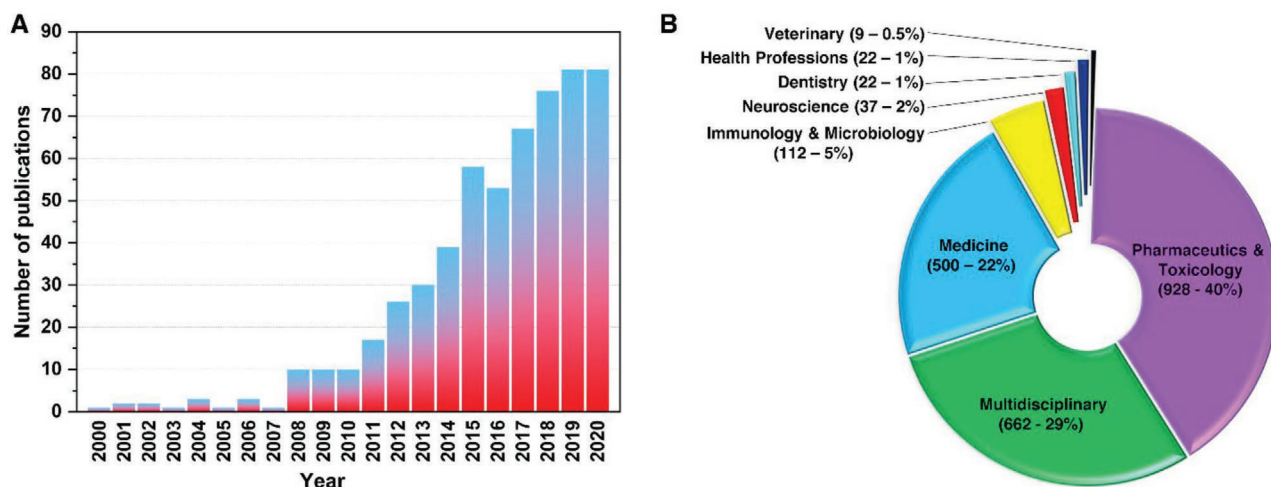 A
Number of publications
90
80
70
60
50
40
30
20
10
0
2000
2001
2002
2003
2004
2005
2006
2007
2008
2009
2010
2011
2012
2013
2014
2015
2016
2017
2018
2019
2020
Year
B
Veterinary (9 – 0.5%)
Health Professions (22 – 1%)
Dentistry (22 – 1%)
Neuroscience (37 – 2%)
Immunology & Microbiology
(112 – 5%)
Medicine
(500 – 22%)
Pharmaceutics &
Toxicology
(928 - 40%)
Multidisciplinary
(662 - 29%)